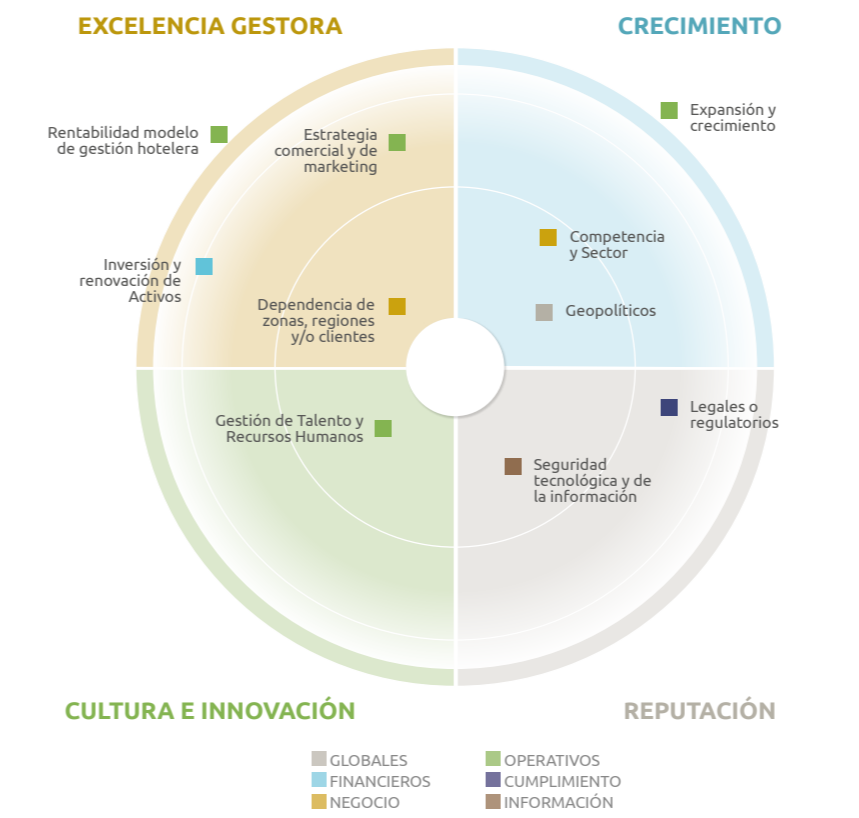 EXCELENCIA GESTORA
CRECIMIENTO
Rentabilidad modelo
de gestión hotelera
Estrategia
comercial y de
marketing
Expansión y
crecimiento
Inversión y
renovación de
Activos
Competencia
y Sector
Dependencia de
zonas, regiones
y/o clientes
Geopolíticos
Gestión de Talento y
Recursos Humanos
Legales o
regulatorios
Seguridad
tecnológica y de
la información
CULTURA E INNOVACIÓN
REPUTACIÓN
GLOBALES
FINANCIEROS
NEGOCIO
OPERATIVOS
CUMPLIMIENTO
INFORMACIÓN